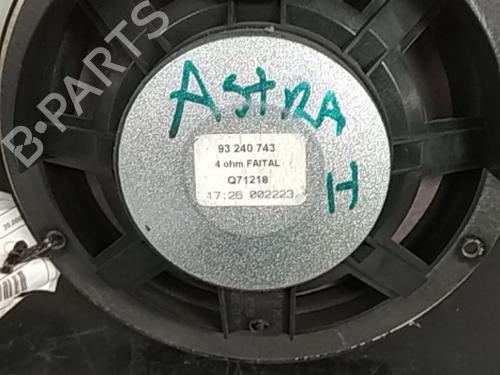 B-PARTS
ASTRA
H
93 240 743
4 ohm FAITAL
Q71218
17:26 002223